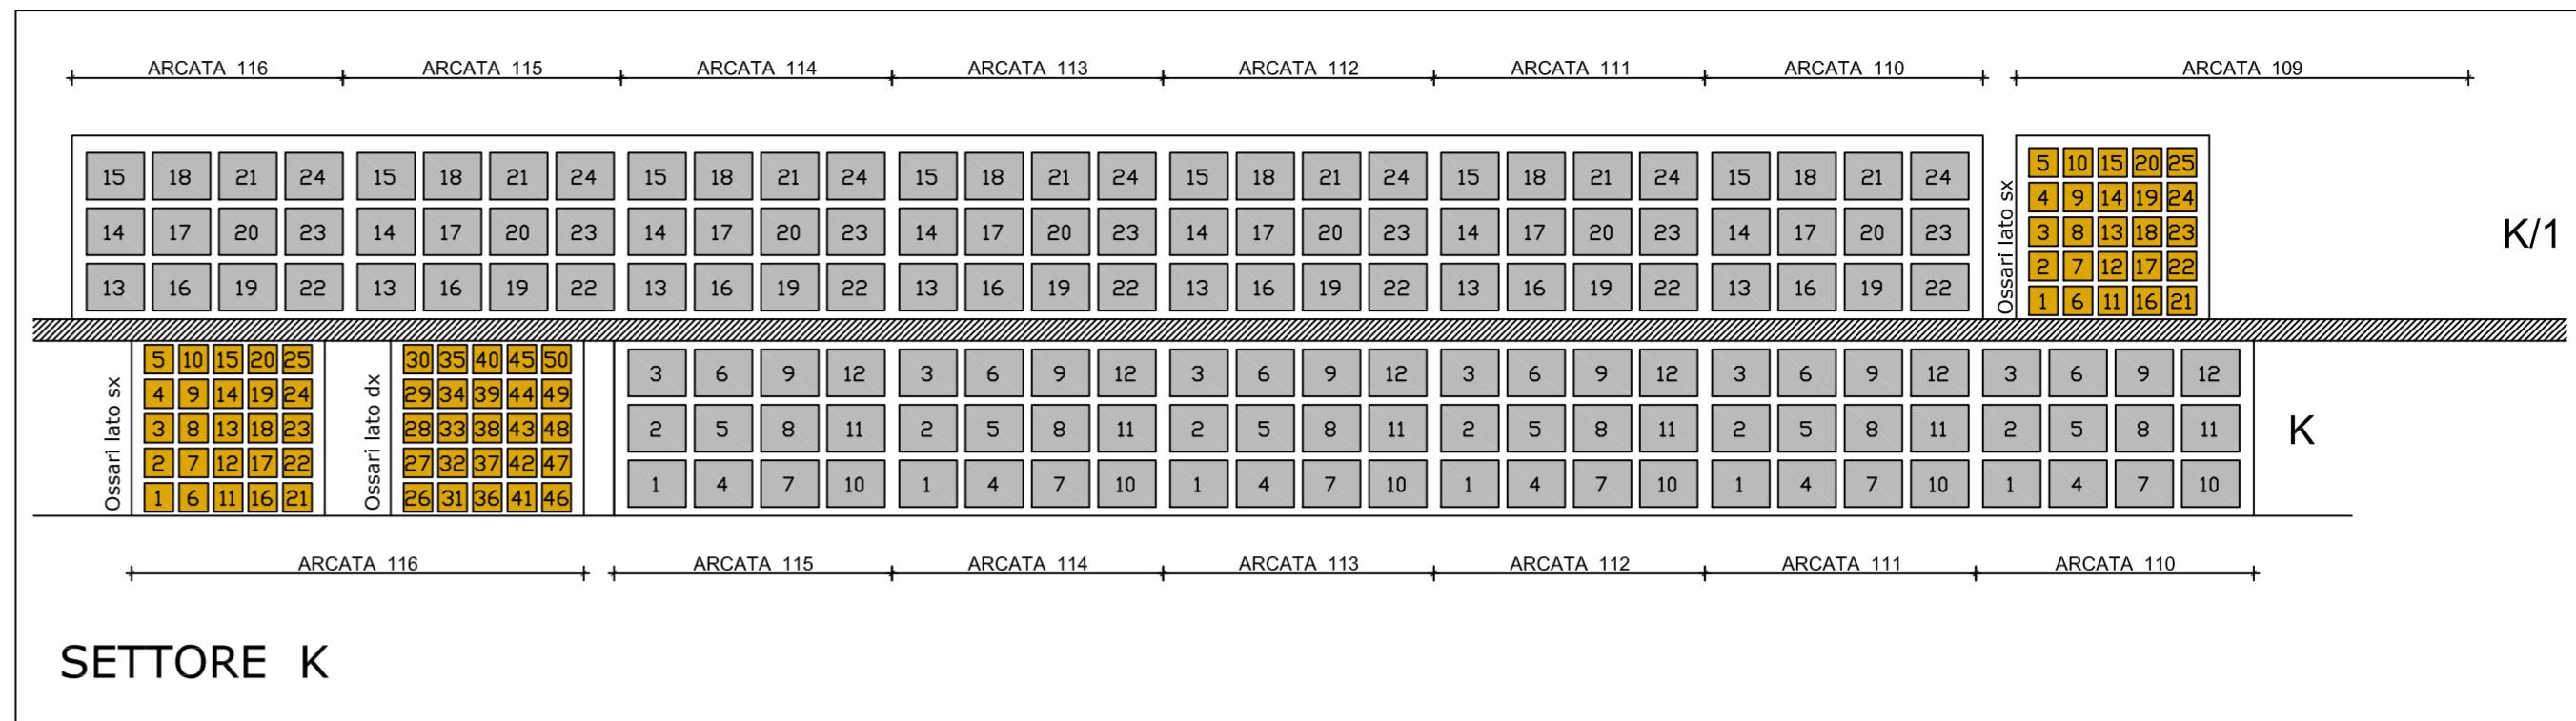 ARCATA 116 ARCATA 115 ARCATA 114 ARCATA 113 ARCATA 112 ARCATA 111 ARCATA 110 ARCATA 109
15 18 21 24 15 18 21 24 15 18 21 24 15 18 21 24 15 18 21 24 15 18 21 24 15 18 21 24
14 17 20 23 14 17 20 23 14 17 20 23 14 17 20 23 14 17 20 23 14 17 20 23 14 17 20 23
13 16 19 22 13 16 19 22 13 16 19 22 13 16 19 22 13 16 19 22 13 16 19 22 13 16 19 22
Ossari lato sx
5 10 15 20 25
4 9 14 19 24
3 8 13 18 23
2 7 12 17 22
1 6 11 16 21
K/1
Ossari lato sx
5 10 15 20 25
4 9 14 19 24
3 8 13 18 23
2 7 12 17 22
1 6 11 16 21
Ossari lato dx
30 35 40 45 50
29 34 39 44 49
28 33 38 43 48
27 32 37 42 47
26 31 36 41 46
3 6 9 12 3 6 9 12 3 6 9 12 3 6 9 12 3 6 9 12 3 6 9 12
2 5 8 11 2 5 8 11 2 5 8 11 2 5 8 11 2 5 8 11 2 5 8 11
1 4 7 10 1 4 7 10 1 4 7 10 1 4 7 10 1 4 7 10 1 4 7 10
K
ARCATA 116 ARCATA 115 ARCATA 114 ARCATA 113 ARCATA 112 ARCATA 111 ARCATA 110
SETTORE K